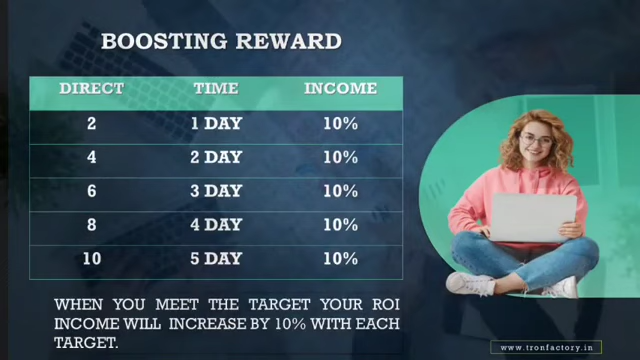 BOOSTING REWARD
DIRECT TIME INCOME
2 1 DAY 10%
4 2 DAY 10%
6 3 DAY 10%
8 4 DAY 10%
10 5 DAY 10%
WHEN YOU MEET THE TARGET YOUR ROI
INCOME WILL INCREASE BY 10% WITH EACH
TARGET.
www.tronfactory.in